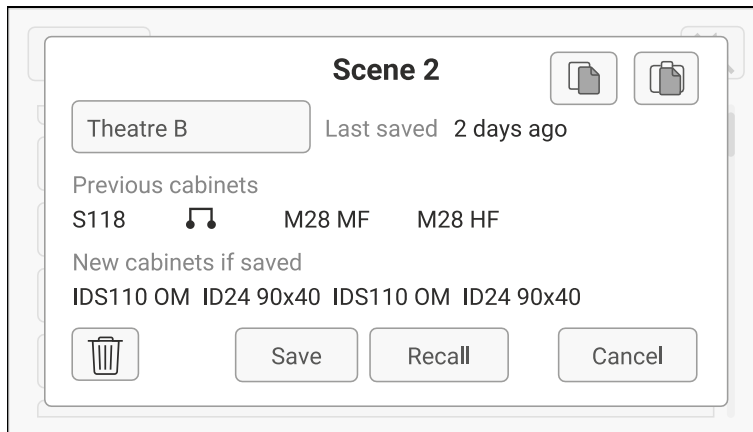 Scene 2
Theatre B Last saved 2 days ago
Previous cabinets
S118 M28 MF M28 HF
New cabinets if saved
IDS110 OM ID24 90x40 IDS110 OM ID24 90x40
Save Recall Cancel